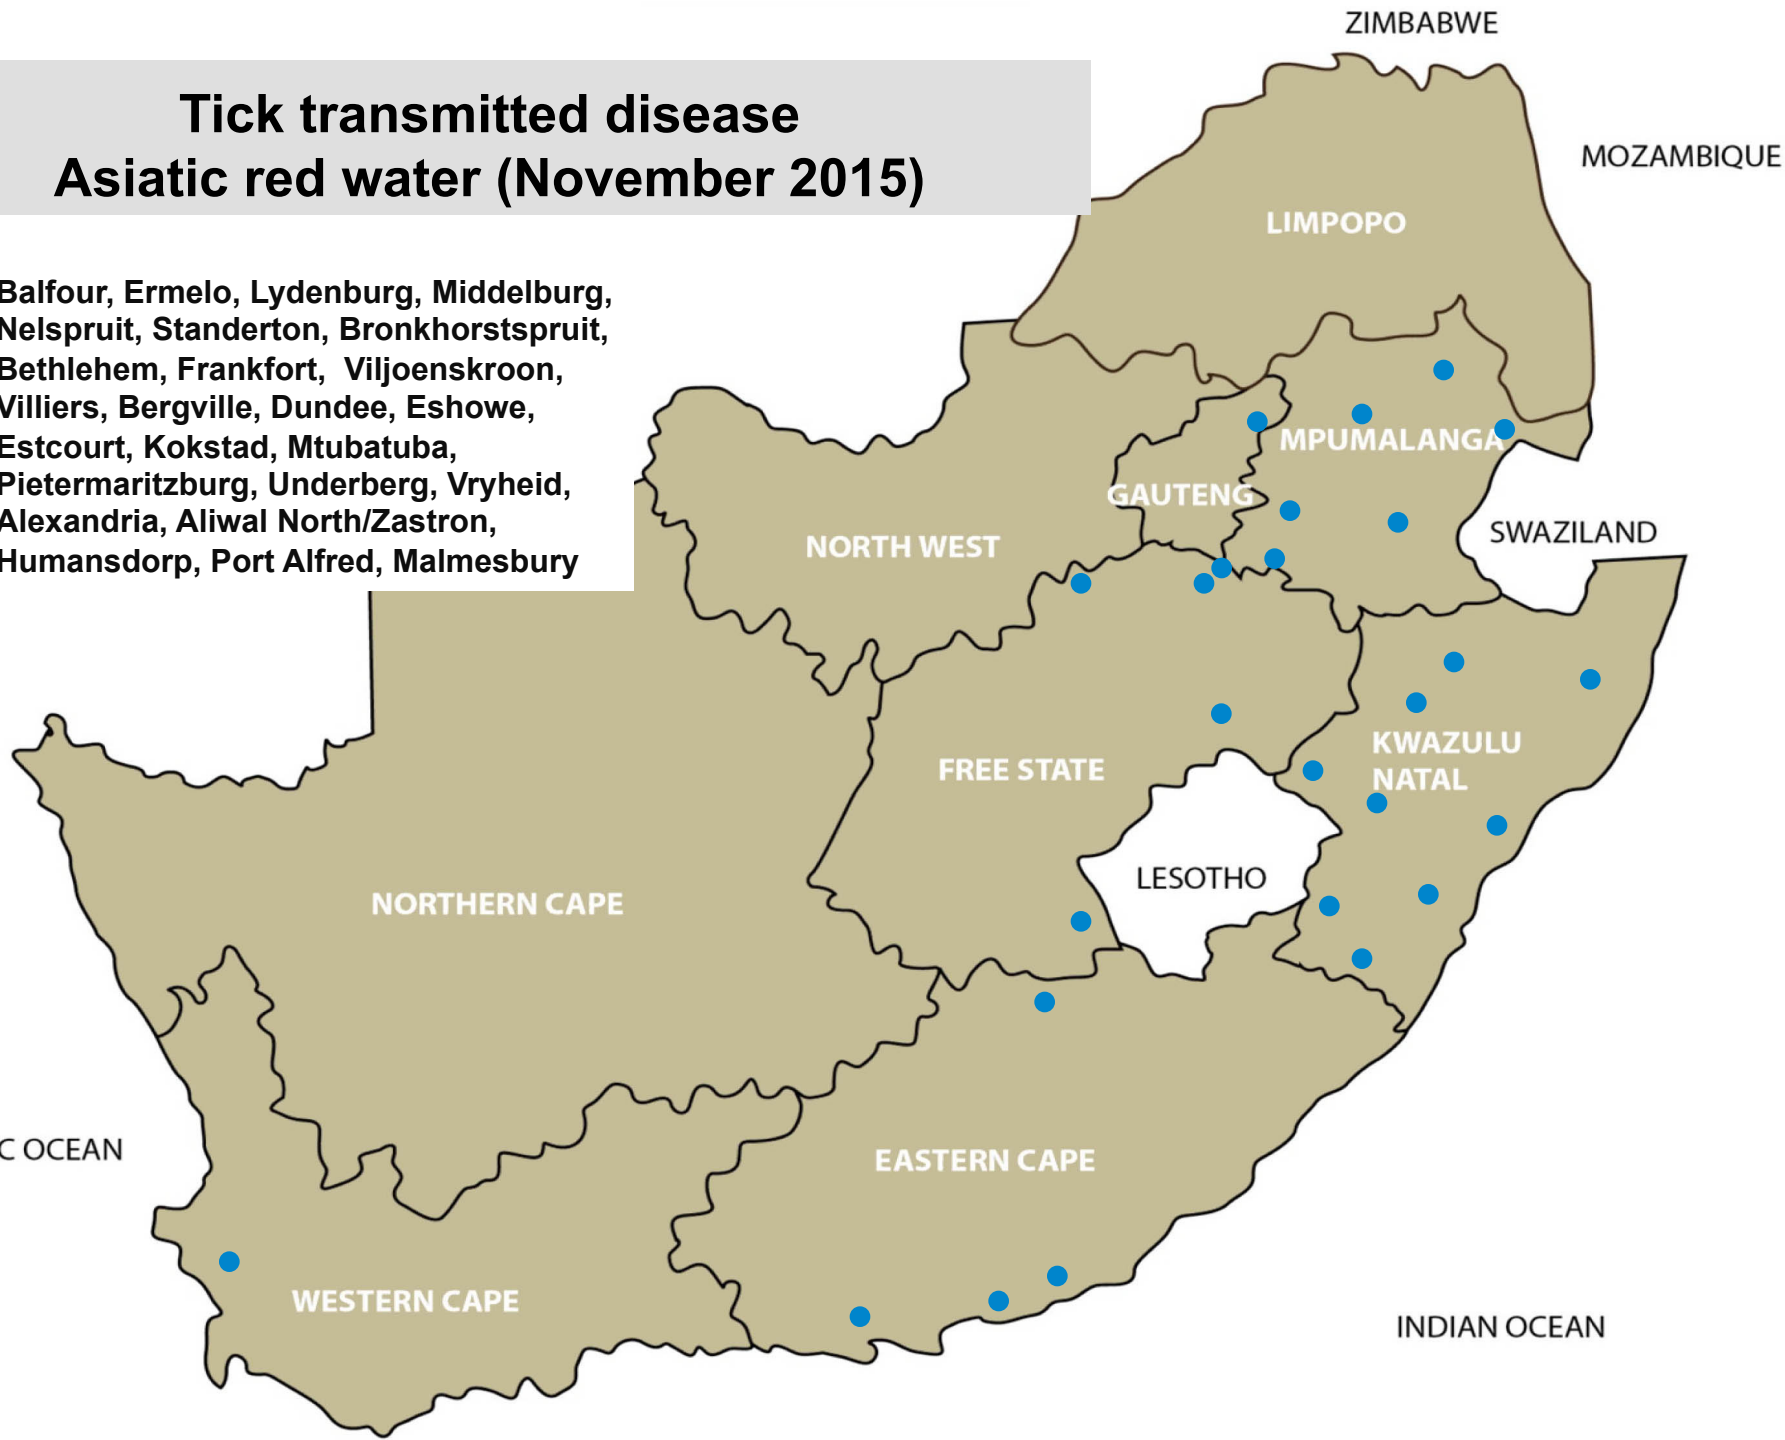 ZIMBABWE
Tick transmitted disease
Asiatic red water (November 2015)
MOZAMBIQUE
LIMPOPO
Balfour, Ermelo, Lydenburg, Middelburg,
Nelspruit, Standerton, Bronkhorstspruit,
Bethlehem, Frankfort, Viljoenskroon,
Villiers, Bergville, Dundee, Eshowe,
Estcourt, Kokstad, Mtubatuba,
Pietermaritzburg, Underberg, Vryheid,
Alexandria, Aliwal North/Zastron,
Humansdorp, Port Alfred, Malmesbury
MPUMALANGA
GAUTENG
SWAZILAND
NORTH WEST
KWAZULU
NATAL
FREE STATE
LESOTHO
NORTHERN CAPE
C OCEAN
EASTERN CAPE
WESTERN CAPE
INDIAN OCEAN